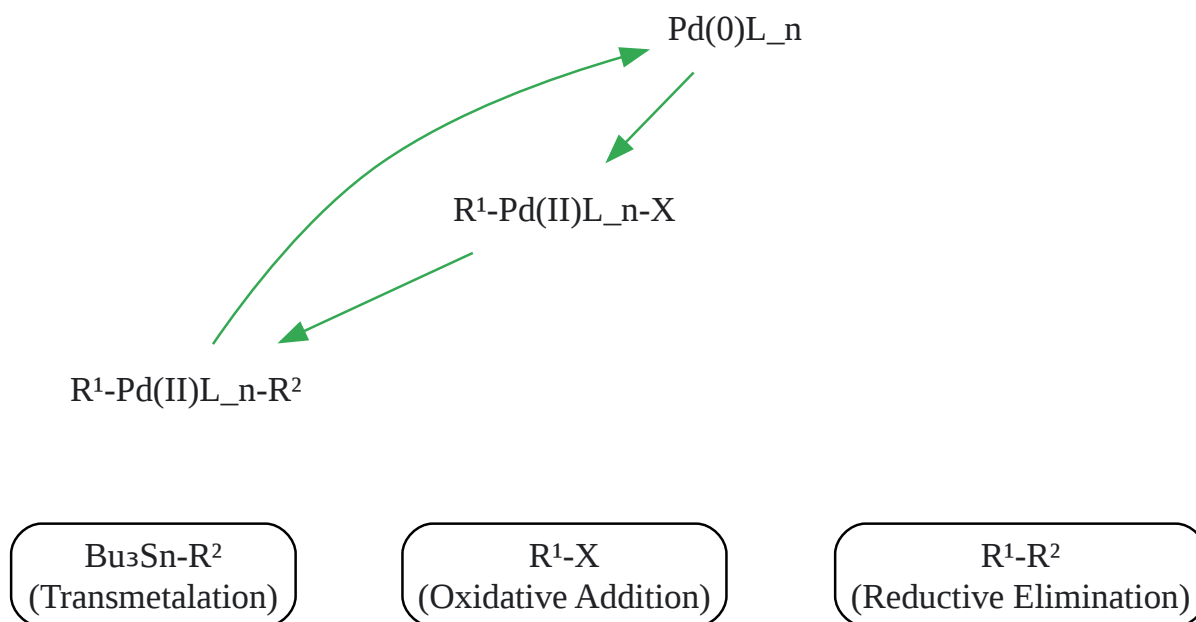 Pd(0)L_n
R¹-Pd(II)L_n-X
R¹-Pd(II)L_n-R²
Bu₃Sn-R²
(Transmetalation)
R¹-X
(Oxidative Addition)
R¹-R²
(Reductive Elimination)